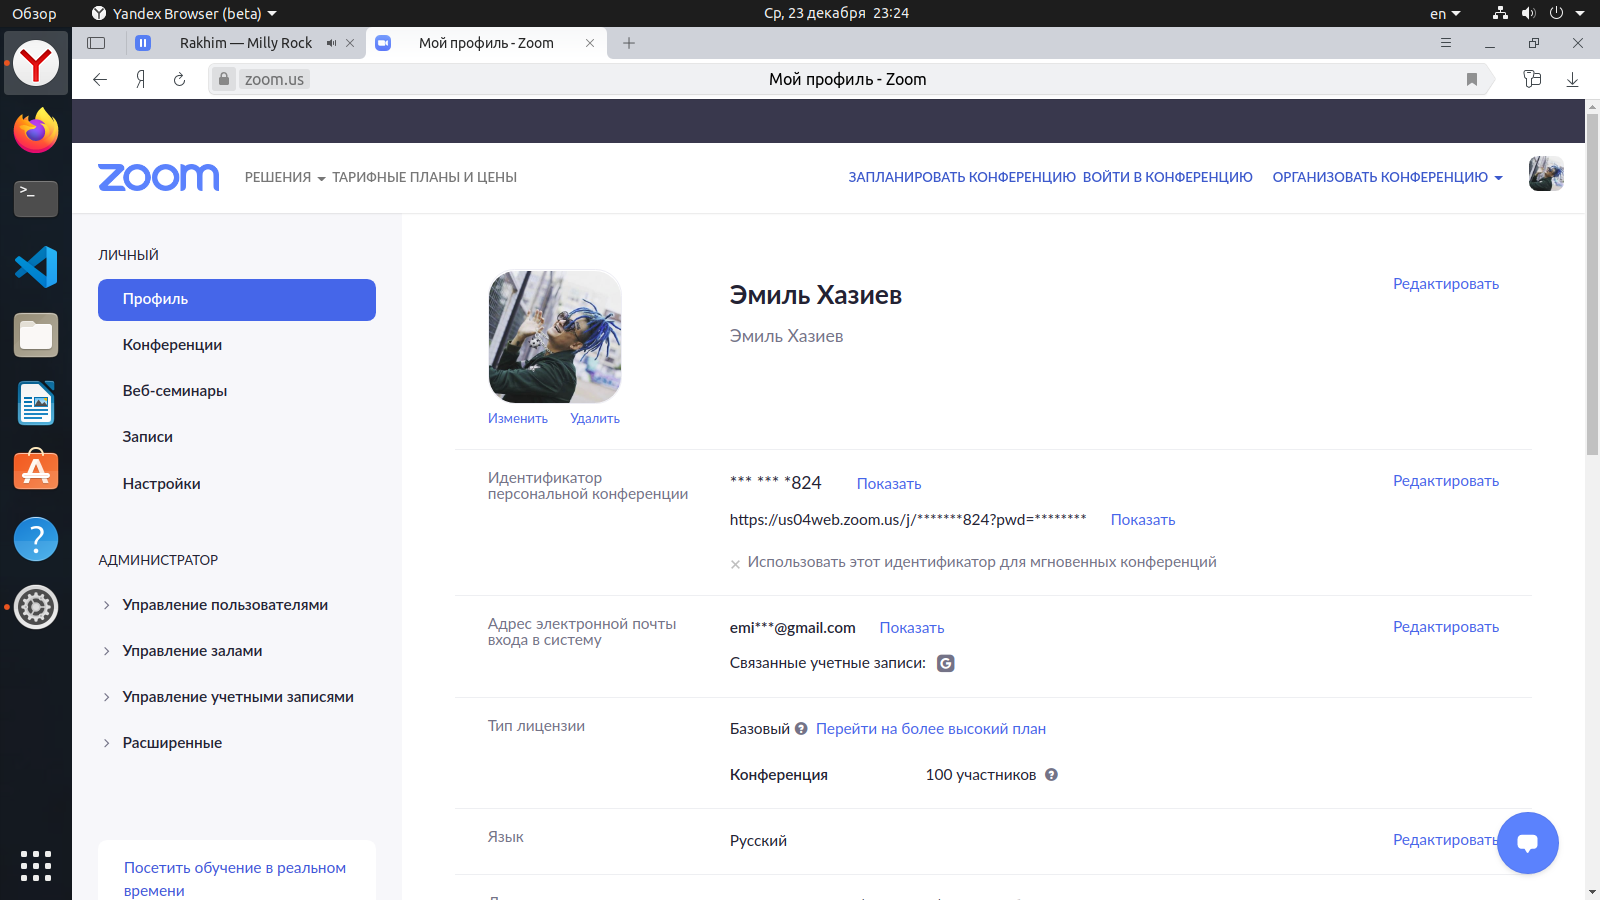 Обзор
Yandex Browser (beta)
Ср, 23 декабря 23:24
en
Rakhim — Milly Rock
Мой профиль - Zoom
zoom.us
Мой профиль - Zoom
zoom
РЕШЕНИЯ
ТАРИФНЫЕ ПЛАНЫ И ЦЕНЫ
ЗАПЛАНИРОВАТЬ КОНФЕРЕНЦИЮ
ВОЙТИ В КОНФЕРЕНЦИЮ
ОРГАНИЗОВАТЬ КОНФЕРЕНЦИЮ
ЛИЧНЫЙ
Профиль
Конференции
Веб-семинары
Записи
Настройки
АДМИНИСТРАТОР
Управление пользователями
Управление залами
Управление учетными записями
Расширенные
Посетить обучение в реальном
времени
Изменить
Удалить
Эмиль Хазиев
Эмиль Хазиев
Редактировать
Идентификатор
персональной конференции
*** *** *824
Показать
Редактировать
https://us04web.zoom.us/j/*******824?pwd=********
Показать
Использовать этот идентификатор для мгновенных конференций
Адрес электронной почты
входа в систему
emi***@gmail.com
Показать
Редактировать
Связанные учетные записи:
Тип лицензии
Базовый
Перейти на более высокий план
Конференция
100 участников
Язык
Русский
Редактировать